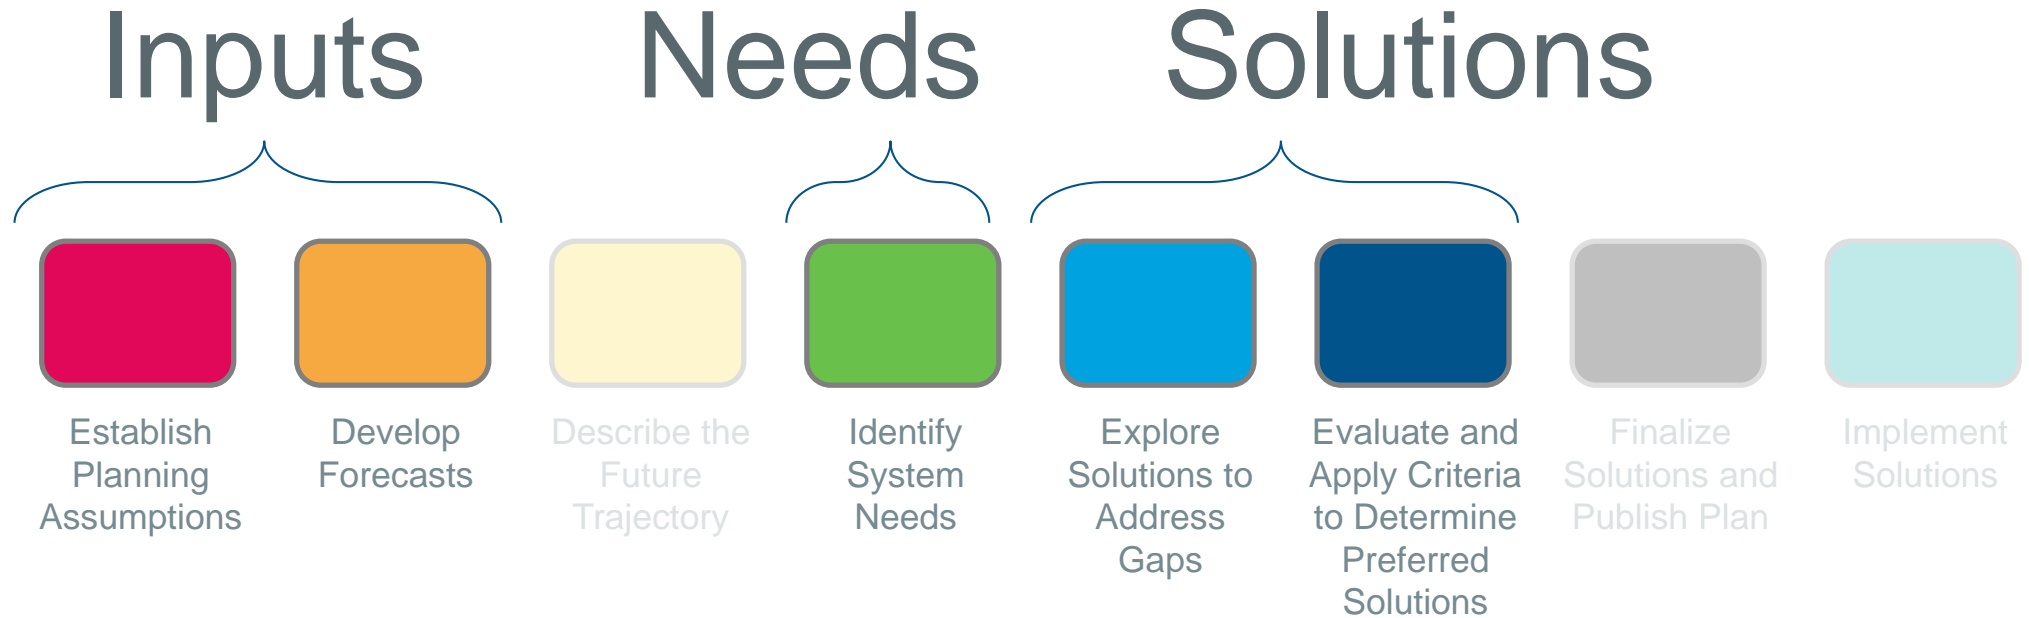 Inputs
Needs
Solutions
Establish
Planning
Assumptions
Develop
Forecasts
Describe the
Future
Trajectory
Identify
System
Needs
Explore
Solutions to
Address
Gaps
Evaluate and
Apply Criteria
to Determine
Preferred
Solutions
Finalize
Solutions and
Publish Plan
Implement
Solutions